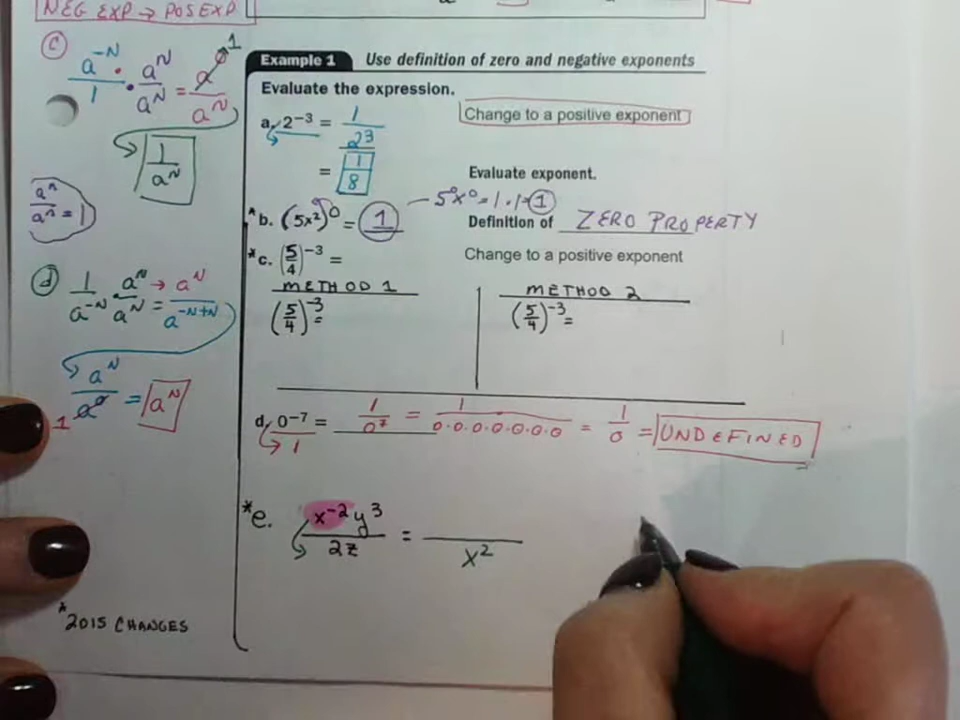 NEG EXP → POS EXP
c
a^-N/1 · a^N/a^N = a^0/a^N 1
1/a^N
a^n/a^n = 1
d
1/a^-N · a^N/a^N = a^N/a^-N+N
a^N/a^0 = a^N
1
Example 1 Use definition of zero and negative exponents
Evaluate the expression.
a. 2^-3 = 1/2^3 Change to a positive exponent
= 1/8 Evaluate exponent.
5^0x^0 = 1 · 1 = 1
*b. (5x^2)^0 = 1 Definition of ZERO PROPERTY
*c. (5/4)^-3 = Change to a positive exponent
METHOD 1 METHOD 2
(5/4)^-3 = (5/4)^-3 =
d. 0^-7/1 = 1/0^7 = 1/0·0·0·0·0·0·0 = 1/0 = UNDEFINED
*e. x^-2 y^3/2z = /x^2
*2015 CHANGES